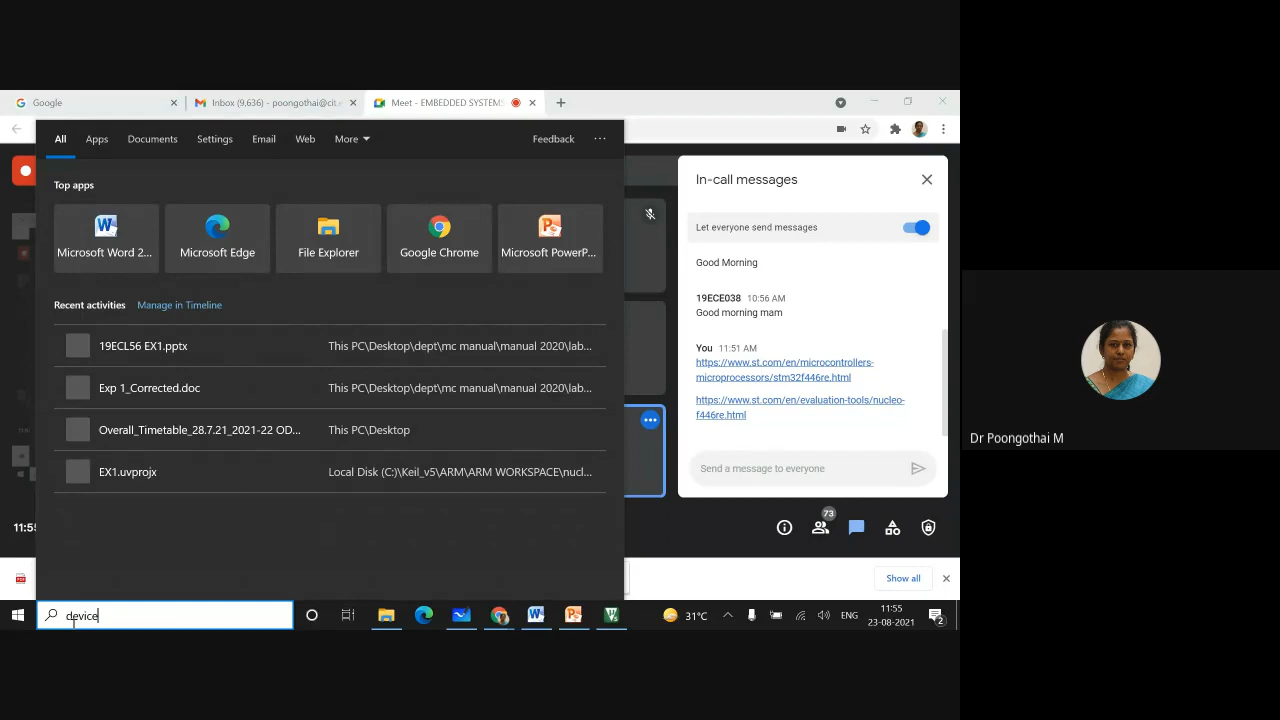 Google
Inbox (9,636) - poongothai@cit.
Meet - EMBEDDED SYSTEM
All
Apps
Documents
Settings
Email
Web
More
Feedback
Top apps
Microsoft Word 2...
Microsoft Edge
File Explorer
Google Chrome
Microsoft PowerP...
Recent activities
Manage in Timeline
19ECL56 EX1.pptx
This PC\Desktop\dept\mc manual\manual 2020\lab...
Exp 1_Corrected.doc
This PC\Desktop\dept\mc manual\manual 2020\lab...
Overall_Timetable_28.7.21_2021-22 OD...
This PC\Desktop
EX1.uvprojx
Local Disk (C:)\Keil_v5\ARM\ARM WORKSPACE\nucl...
In-call messages
Let everyone send messages
Good Morning
19ECE038 10:56 AM
Good morning mam
You 11:51 AM
https://www.st.com/en/microcontrollers-
microprocessors/stm32f446re.html
https://www.st.com/en/evaluation-tools/nucleo-
f446re.html
Send a message to everyone
Dr Poongothai M
73
11:55
Show all
device
31°C
ENG
11:55
23-08-2021
2